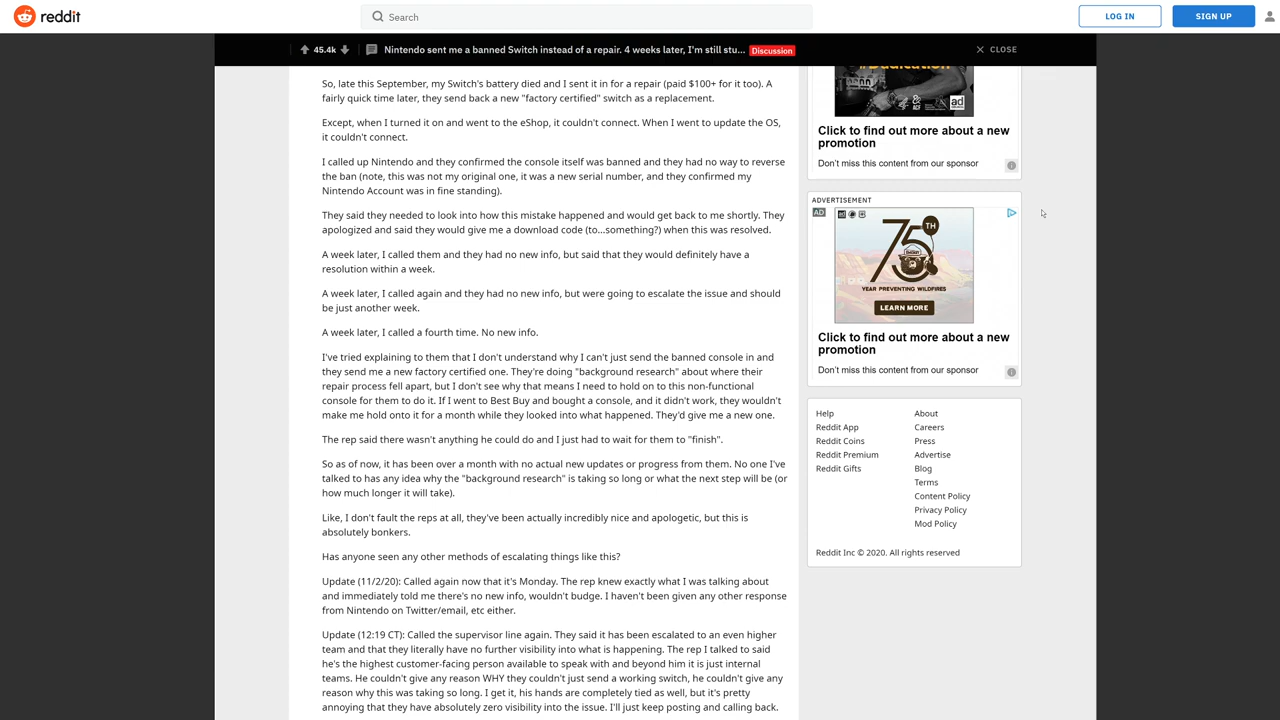 reddit
Search
LOG IN
SIGN UP
45.4k
Nintendo sent me a banned Switch instead of a repair. 4 weeks later, I'm still stu...
Discussion
CLOSE
So, late this September, my Switch's battery died and I sent it in for a repair (paid $100+ for it too). A
fairly quick time later, they send back a new "factory certified" switch as a replacement.
Except, when I turned it on and went to the eShop, it couldn't connect. When I went to update the OS,
it couldn't connect.
I called up Nintendo and they confirmed the console itself was banned and they had no way to reverse
the ban (note, this was not my original one, it was a new serial number, and they confirmed my
Nintendo Account was in fine standing).
They said they needed to look into how this mistake happened and would get back to me shortly. They
apologized and said they would give me a download code (to...something?) when this was resolved.
A week later, I called them and they had no new info, but said that they would definitely have a
resolution within a week.
A week later, I called again and they had no new info, but were going to escalate the issue and should
be just another week.
A week later, I called a fourth time. No new info.
I've tried explaining to them that I don't understand why I can't just send the banned console in and
they send me a new factory certified one. They're doing "background research" about where their
repair process fell apart, but I don't see why that means I need to hold on to this non-functional
console for them to do it. If I went to Best Buy and bought a console, and it didn't work, they wouldn't
make me hold onto it for a month while they looked into what happened. They'd give me a new one.
The rep said there wasn't anything he could do and I just had to wait for them to "finish".
So as of now, it has been over a month with no actual new updates or progress from them. No one I've
talked to has any idea why the "background research" is taking so long or what the next step will be (or
how much longer it will take).
Like, I don't fault the reps at all, they've been actually incredibly nice and apologetic, but this is
absolutely bonkers.
Has anyone seen any other methods of escalating things like this?
Update (11/2/20): Called again now that it's Monday. The rep knew exactly what I was talking about
and immediately told me there's no new info, wouldn't budge. I haven't been given any other response
from Nintendo on Twitter/email, etc either.
Update (12:19 CT): Called the supervisor line again. They said it has been escalated to an even higher
team and that they literally have no further visibility into what is happening. The rep I talked to said
he's the highest customer-facing person available to speak with and beyond him it is just internal
teams. He couldn't give any reason WHY they couldn't just send a working switch, he couldn't give any
reason why this was taking so long. I get it, his hands are completely tied as well, but it's pretty
annoying that they have absolutely zero visibility into the issue. I'll just keep posting and calling back.
ad
Click to find out more about a new
promotion
Don't miss this content from our sponsor
ADVERTISEMENT
AD
75TH
YEAR PREVENTING WILDFIRES
LEARN MORE
Click to find out more about a new
promotion
Don't miss this content from our sponsor
Help
Reddit App
Reddit Coins
Reddit Premium
Reddit Gifts
About
Careers
Press
Advertise
Blog
Terms
Content Policy
Privacy Policy
Mod Policy
Reddit Inc © 2020. All rights reserved